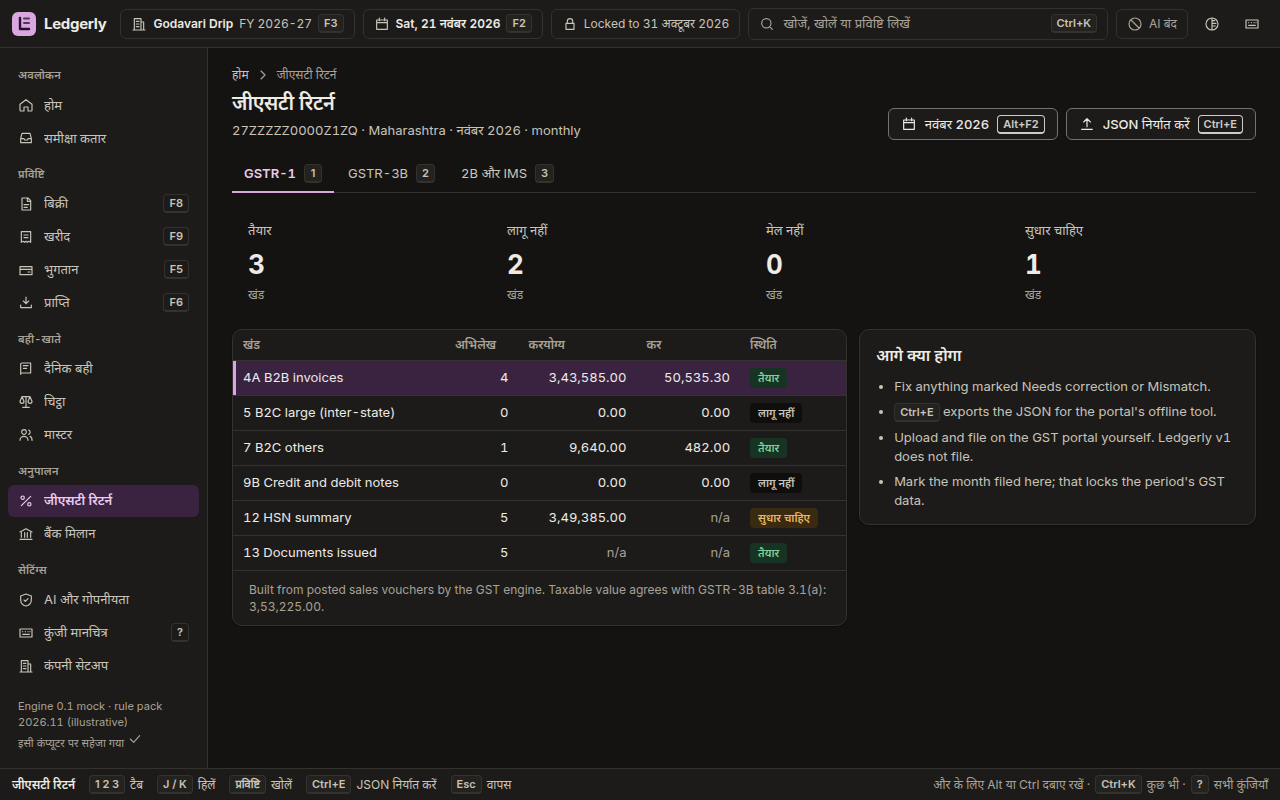 Ledgerly
Godavari Drip FY 2026-27 F3
Sat, 21 नवंबर 2026 F2
Locked to 31 अक्टूबर 2026
खोजें, खोलें या प्रविष्टि लिखें Ctrl+K
AI बंद
अवलोकन
होम
समीक्षा कतार
प्रविष्टि
बिक्री F8
खरीद F9
भुगतान F5
प्राप्ति F6
बही-खाते
दैनिक बही
चिट्ठा
मास्टर
अनुपालन
जीएसटी रिटर्न
बैंक मिलान
सेटिंग्स
AI और गोपनीयता
कुंजी मानचित्र ?
कंपनी सेटअप
Engine 0.1 mock · rule pack
2026.11 (illustrative)
इसी कंप्यूटर पर सहेजा गया
होम जीएसटी रिटर्न
जीएसटी रिटर्न
27ZZZZZ0000Z1ZQ · Maharashtra · नवंबर 2026 · monthly
नवंबर 2026 Alt+F2
JSON निर्यात करें Ctrl+E
GSTR-1 1
GSTR-3B 2
2B और IMS 3
तैयार
3
खंड
लागू नहीं
2
खंड
मेल नहीं
0
खंड
सुधार चाहिए
1
खंड
खंड अभिलेख करयोग्य कर स्थिति
4A B2B invoices 4 3,43,585.00 50,535.30 तैयार
5 B2C large (inter-state) 0 0.00 0.00 लागू नहीं
7 B2C others 1 9,640.00 482.00 तैयार
9B Credit and debit notes 0 0.00 0.00 लागू नहीं
12 HSN summary 5 3,49,385.00 n/a सुधार चाहिए
13 Documents issued 5 n/a n/a तैयार
Built from posted sales vouchers by the GST engine. Taxable value agrees with GSTR-3B table 3.1(a):
3,53,225.00.
आगे क्या होगा
• Fix anything marked Needs correction or Mismatch.
• Ctrl+E exports the JSON for the portal's offline tool.
• Upload and file on the GST portal yourself. Ledgerly v1
does not file.
• Mark the month filed here; that locks the period's GST
data.
जीएसटी रिटर्न 1 2 3 टैब J / K हिलें प्रविष्टि खोलें Ctrl+E JSON निर्यात करें Esc वापस
और के लिए Alt या Ctrl दबाए रखें · Ctrl+K कुछ भी · ? सभी कुंजियाँ